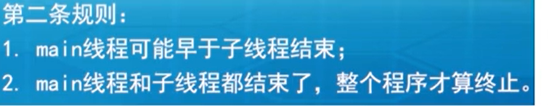 第二条规则：
1. main线程可能早于子线程结束；
2. main线程和子线程都结束了，整个程序才算终止。